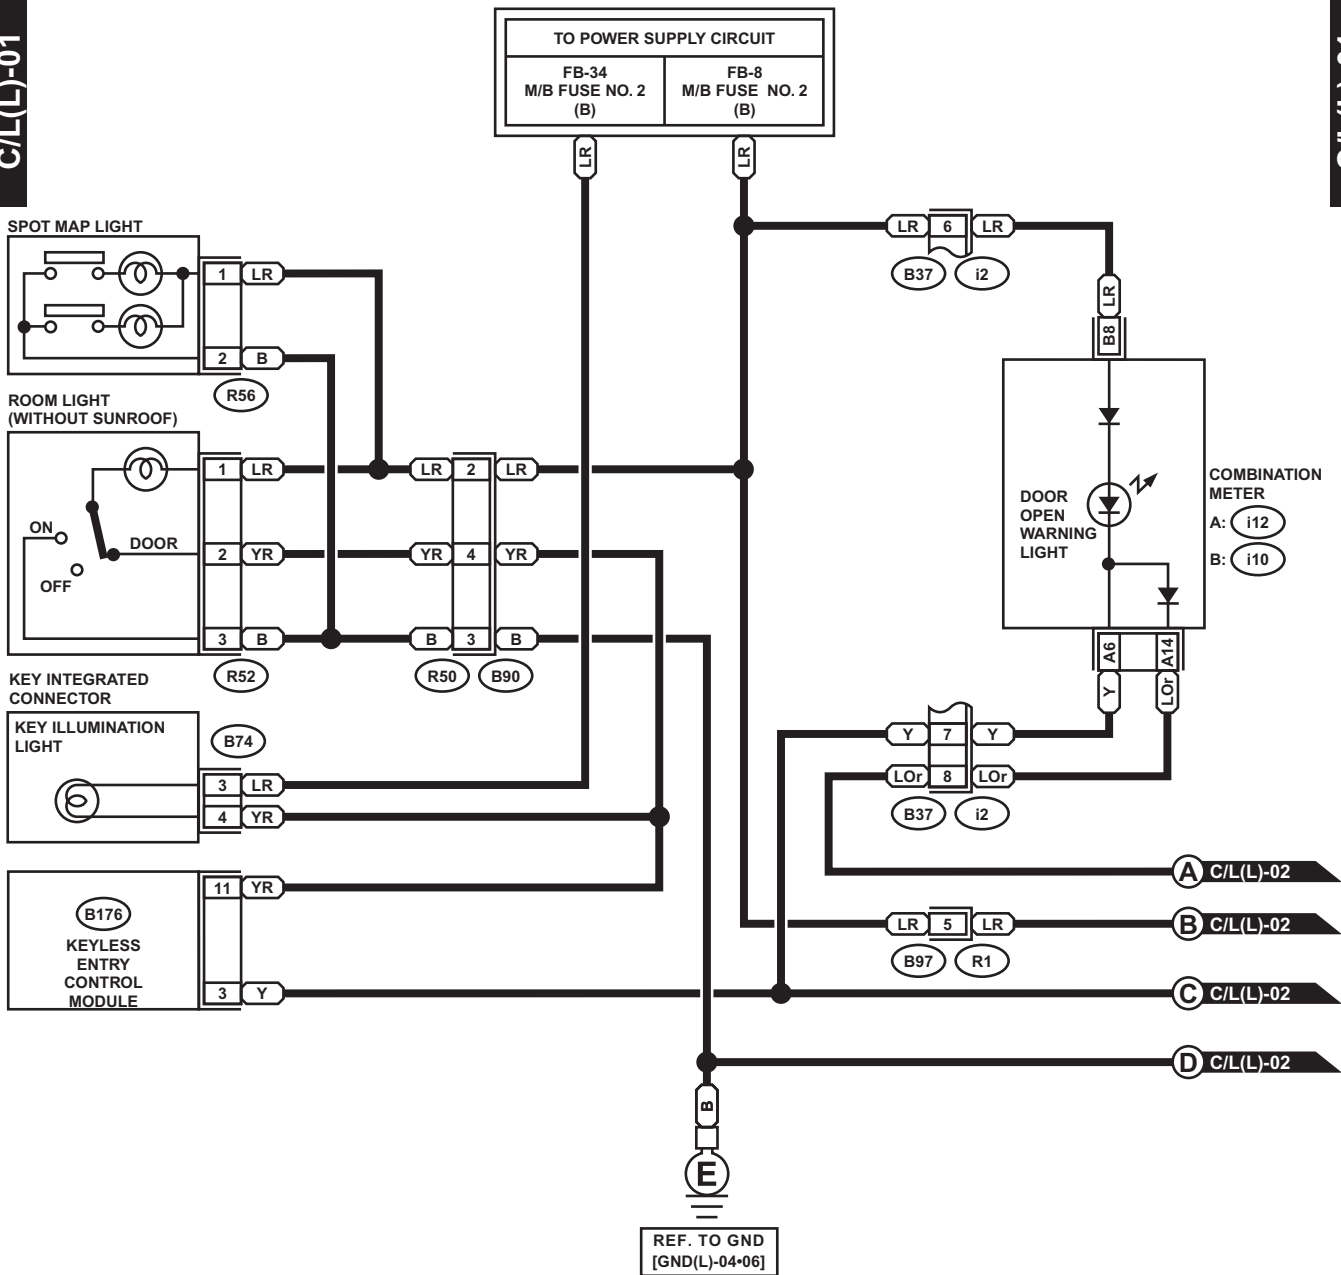 C/L(L)-01
TO POWER SUPPLY CIRCUIT
FB-34
M/B FUSE NO. 2
(B)
FB-8
M/B FUSE NO. 2
(B)
LR
LR
SPOT MAP LIGHT
1 LR
2 B
R56
LR 6 LR
B37 i2
LR
B8
ROOM LIGHT
(WITHOUT SUNROOF)
ON
OFF
DOOR
1 LR
2 YR
3 B
R52
LR 2 LR
YR 4 YR
B 3 B
R50 B90
DOOR
OPEN
WARNING
LIGHT
COMBINATION
METER
A: i12
B: i10
A6
A14
Y
LOr
KEY INTEGRATED
CONNECTOR
KEY ILLUMINATION
LIGHT
B74
3 LR
4 YR
Y 7 Y
LOr 8 LOr
B37 i2
B176
KEYLESS
ENTRY
CONTROL
MODULE
11 YR
3 Y
A C/L(L)-02
LR 5 LR
B97 R1
B C/L(L)-02
C C/L(L)-02
D C/L(L)-02
B
E
REF. TO GND
[GND(L)-04•06]